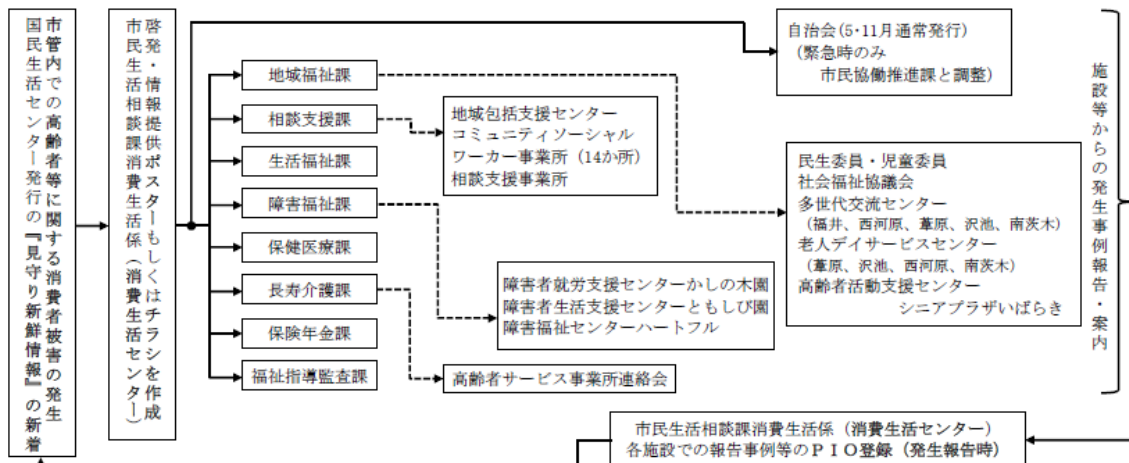 市管内での高齢者等に関する消費者被害の発生
国民生活センター発行の『見守り新鮮情報』の新着
啓発・情報提供ポスターもしくはチラシを作成
市民生活相談課消費生活係(消費生活センター)
地域福祉課
相談支援課
生活福祉課
障害福祉課
保健医療課
長寿介護課
保険年金課
福祉指導監査課
地域包括支援センター
コミュニティソーシャル
ワーカー事業所(14か所)
相談支援事業所
障害者就労支援センターかしの木園
障害者生活支援センターともしび園
障害福祉センターハートフル
高齢者サービス事業所連絡会
自治会(5・11月通常発行)
(緊急時のみ
市民協働推進課と調整)
民生委員・児童委員
社会福祉協議会
多世代交流センター
(福井、西河原、葦原、沢池、南茨木)
老人デイサービスセンター
(葦原、沢池、西河原、南茨木)
高齢者活動支援センター
シニアプラザいばらき
施設等からの発生事例報告・案内
市民生活相談課消費生活係(消費生活センター)
各施設での報告事例等のPIO登録(発生報告時)